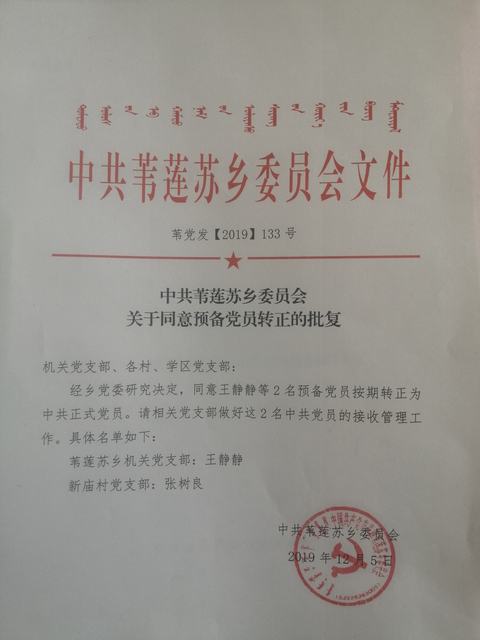 中共苇莲苏乡委员会文件
苇党发【2019】133号
中共苇莲苏乡委员会
关于同意预备党员转正的批复
机关党支部、各村、学区党支部：
经乡党委研究决定，同意王静静等2名预备党员按期转正为
中共正式党员。请相关党支部做好这2名中共党员的接收管理工
作。具体名单如下：
苇莲苏乡机关党支部：王静静
新庙村党支部：张树良
中共苇莲苏乡委员会
2019年12月5日